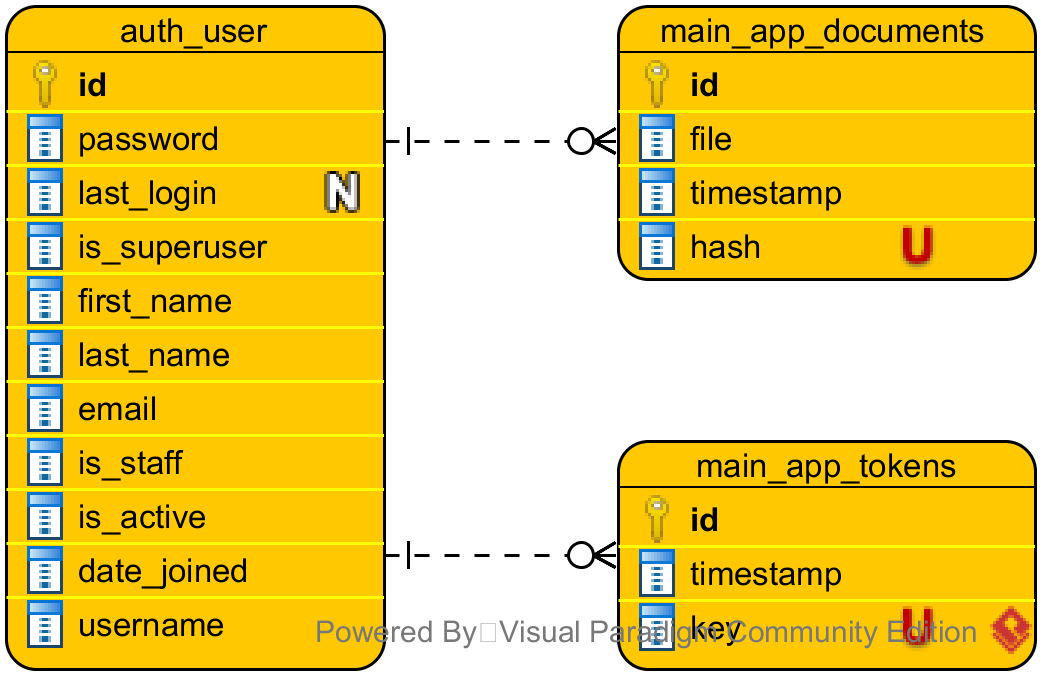 auth_user
id
password
last_login N
is_superuser
first_name
last_name
email
is_staff
is_active
date_joined
username
main_app_documents
id
file
timestamp
hash U
main_app_tokens
id
timestamp
key U
Powered By Visual Paradigm Community Edition